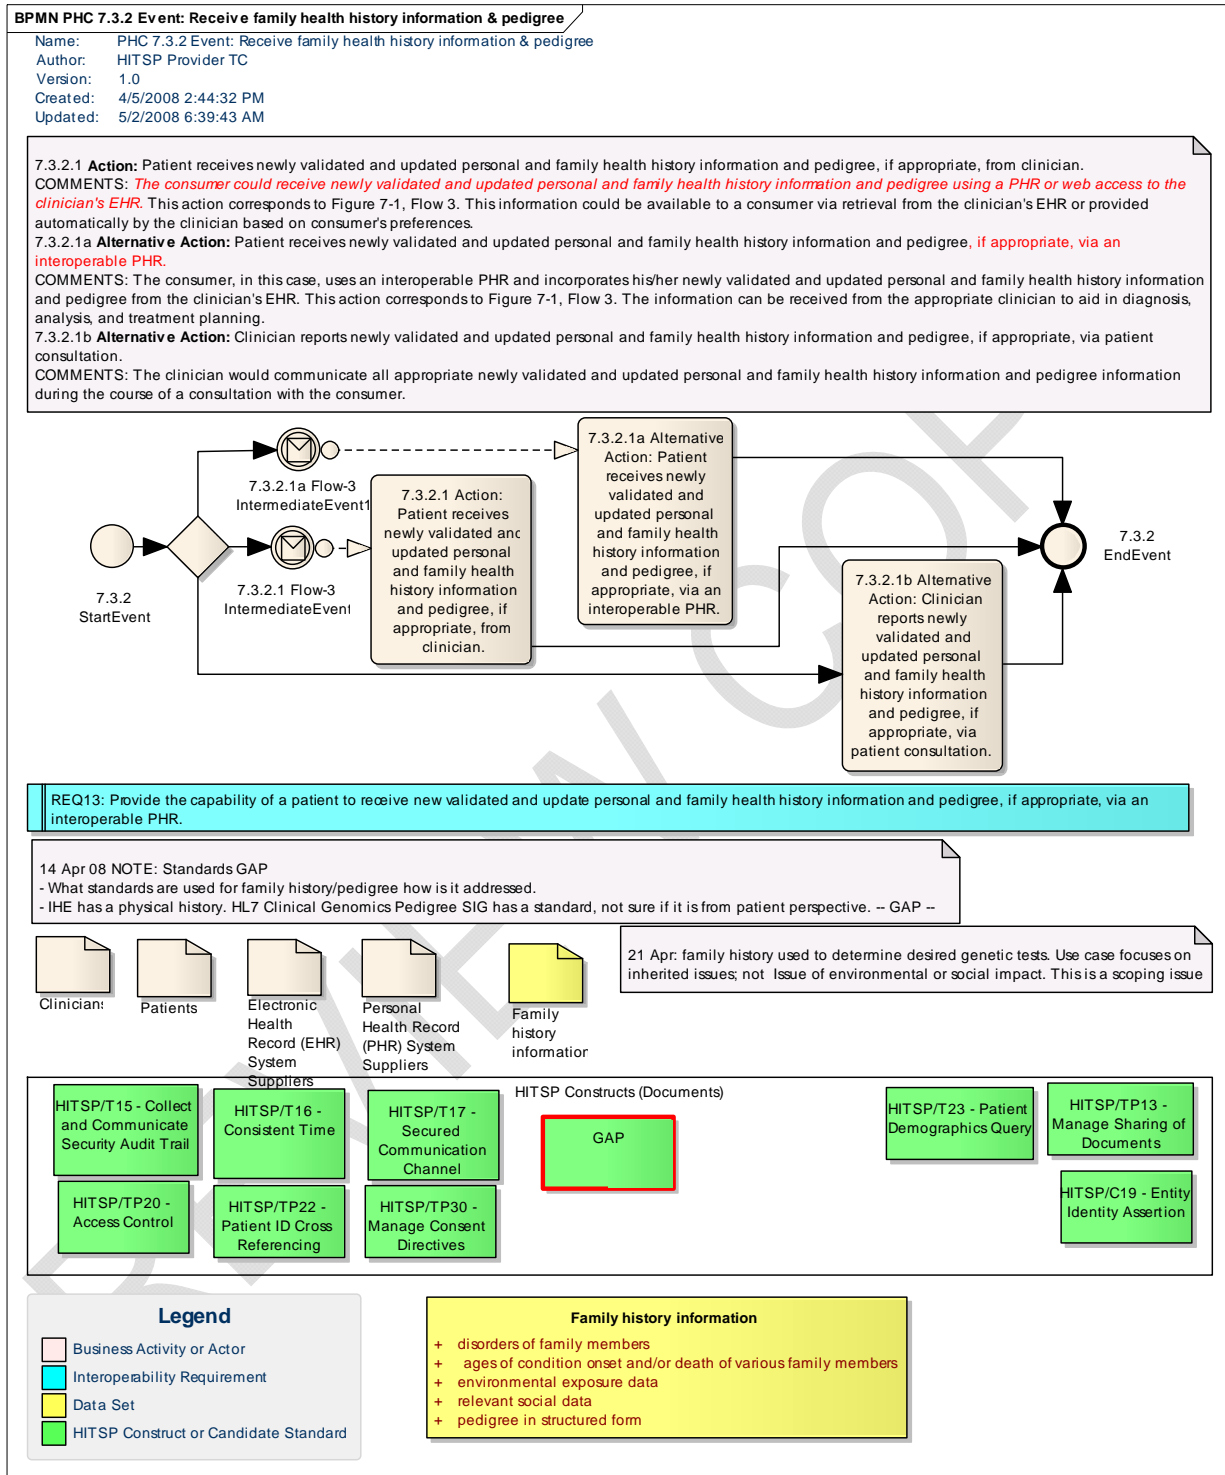 BPMN PHC 7.3.2 Event: Receive family health history information & pedigree
Name: PHC 7.3.2 Event: Receive family health history information & pedigree
Author: HITSP Provider TC
Version: 1.0
Created: 4/5/2008 2:44:32 PM
Updated: 5/2/2008 6:39:43 AM
7.3.2.1 Action: Patient receives newly validated and updated personal and family health history information and pedigree, if appropriate, from clinician.
COMMENTS: The consumer could receive newly validated and updated personal and family health history information and pedigree using a PHR or web access to the
clinician's EHR. This action corresponds to Figure 7-1, Flow 3. This information could be available to a consumer via retrieval from the clinician's EHR or provided
automatically by the clinician based on consumer's preferences.
7.3.2.1a Alternative Action: Patient receives newly validated and updated personal and family health history information and pedigree, if appropriate, via an
interoperable PHR.
COMMENTS: The consumer, in this case, uses an interoperable PHR and incorporates his/her newly validated and updated personal and family health history information
and pedigree from the clinician's EHR. This action corresponds to Figure 7-1, Flow 3. The information can be received from the appropriate clinician to aid in diagnosis,
analysis, and treatment planning.
7.3.2.1b Alternative Action: Clinician reports newly validated and updated personal and family health history information and pedigree, if appropriate, via patient
consultation.
COMMENTS: The clinician would communicate all appropriate newly validated and updated personal and family health history information and pedigree information
during the course of a consultation with the consumer.
7.3.2
StartEvent
7.3.2.1a Flow-3
IntermediateEvent1
7.3.2.1 Flow-3
IntermediateEvent
7.3.2.1 Action:
Patient receives
newly validated and
updated personal
and family health
history information
and pedigree, if
appropriate, from
clinician.
7.3.2.1a Alternative
Action: Patient
receives newly
validated and
updated personal
and family health
history information
and pedigree, if
appropriate, via an
interoperable PHR.
7.3.2.1b Alternative
Action: Clinician
reports newly
validated and
updated personal
and family health
history information
and pedigree, if
appropriate, via
patient consultation.
7.3.2
EndEvent
REQ13: Provide the capability of a patient to receive new validated and update personal and family health history information and pedigree, if appropriate, via an
interoperable PHR.
14 Apr 08 NOTE: Standards GAP
- What standards are used for family history/pedigree how is it addressed.
- IHE has a physical history. HL7 Clinical Genomics Pedigree SIG has a standard, not sure if it is from patient perspective. -- GAP --
21 Apr: family history used to determine desired genetic tests. Use case focuses on
inherited issues; not Issue of environmental or social impact. This is a scoping issue
Clinicians
Patients
Electronic
Health
Record (EHR)
System
Suppliers
Personal
Health Record
(PHR) System
Suppliers
Family
history
information
HITSP Constructs (Documents)
HITSP/T15 - Collect
and Communicate
Security Audit Trail
HITSP/T16 -
Consistent Time
HITSP/T17 -
Secured
Communication
Channel
GAP
HITSP/T23 - Patient
Demographics Query
HITSP/TP13 -
Manage Sharing of
Documents
HITSP/TP20 -
Access Control
HITSP/TP22 -
Patient ID Cross
Referencing
HITSP/TP30 -
Manage Consent
Directives
HITSP/C19 - Entity
Identity Assertion
Legend
Business Activity or Actor
Interoperability Requirement
Data Set
HITSP Construct or Candidate Standard
Family history information
+ disorders of family members
+ ages of condition onset and/or death of various family members
+ environmental exposure data
+ relevant social data
+ pedigree in structured form
REVIEW COPY